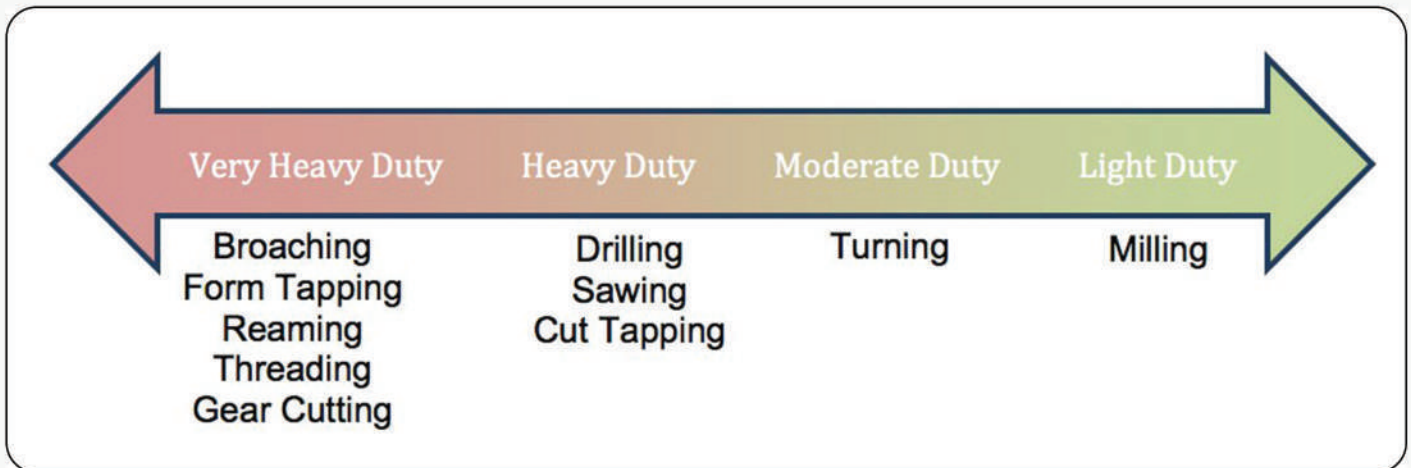 Very Heavy Duty
Heavy Duty
Moderate Duty
Light Duty
Broaching
Form Tapping
Reaming
Threading
Gear Cutting
Drilling
Sawing
Cut Tapping
Turning
Milling